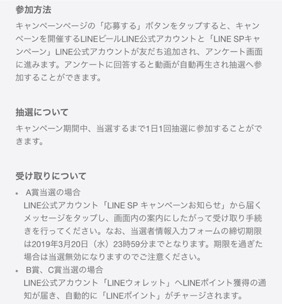 参加方法
キャンペーンページの「応募する」ボタンをタップすると、キャン
ペーンを開催するLINEビールLINE公式アカウントと「LINE SPキャ
ンペーン」LINE公式アカウントが友だち追加され、アンケート画面
に進みます。アンケートに回答すると動画が自動再生され抽選へ参
加することができます。
抽選について
キャンペーン期間中、当選するまで1日1回抽選に参加することがで
きます。
受け取りについて
• A賞当選の場合
LINE公式アカウント「LINE SP キャンペーンお知らせ」から届く
メッセージをタップし、画面内の案内にしたがって受け取り手続
きを行ってください。なお、当選者情報入力フォームの締切期限
は2019年3月20日（水）23時59分までとなります。期限を過ぎた
場合は当選無効になりますのでご注意ください。
• B賞、C賞当選の場合
LINE公式アカウント「LINEウォレット」へLINEポイント獲得の通
知が届き、自動的に「LINEポイント」がチャージされます。